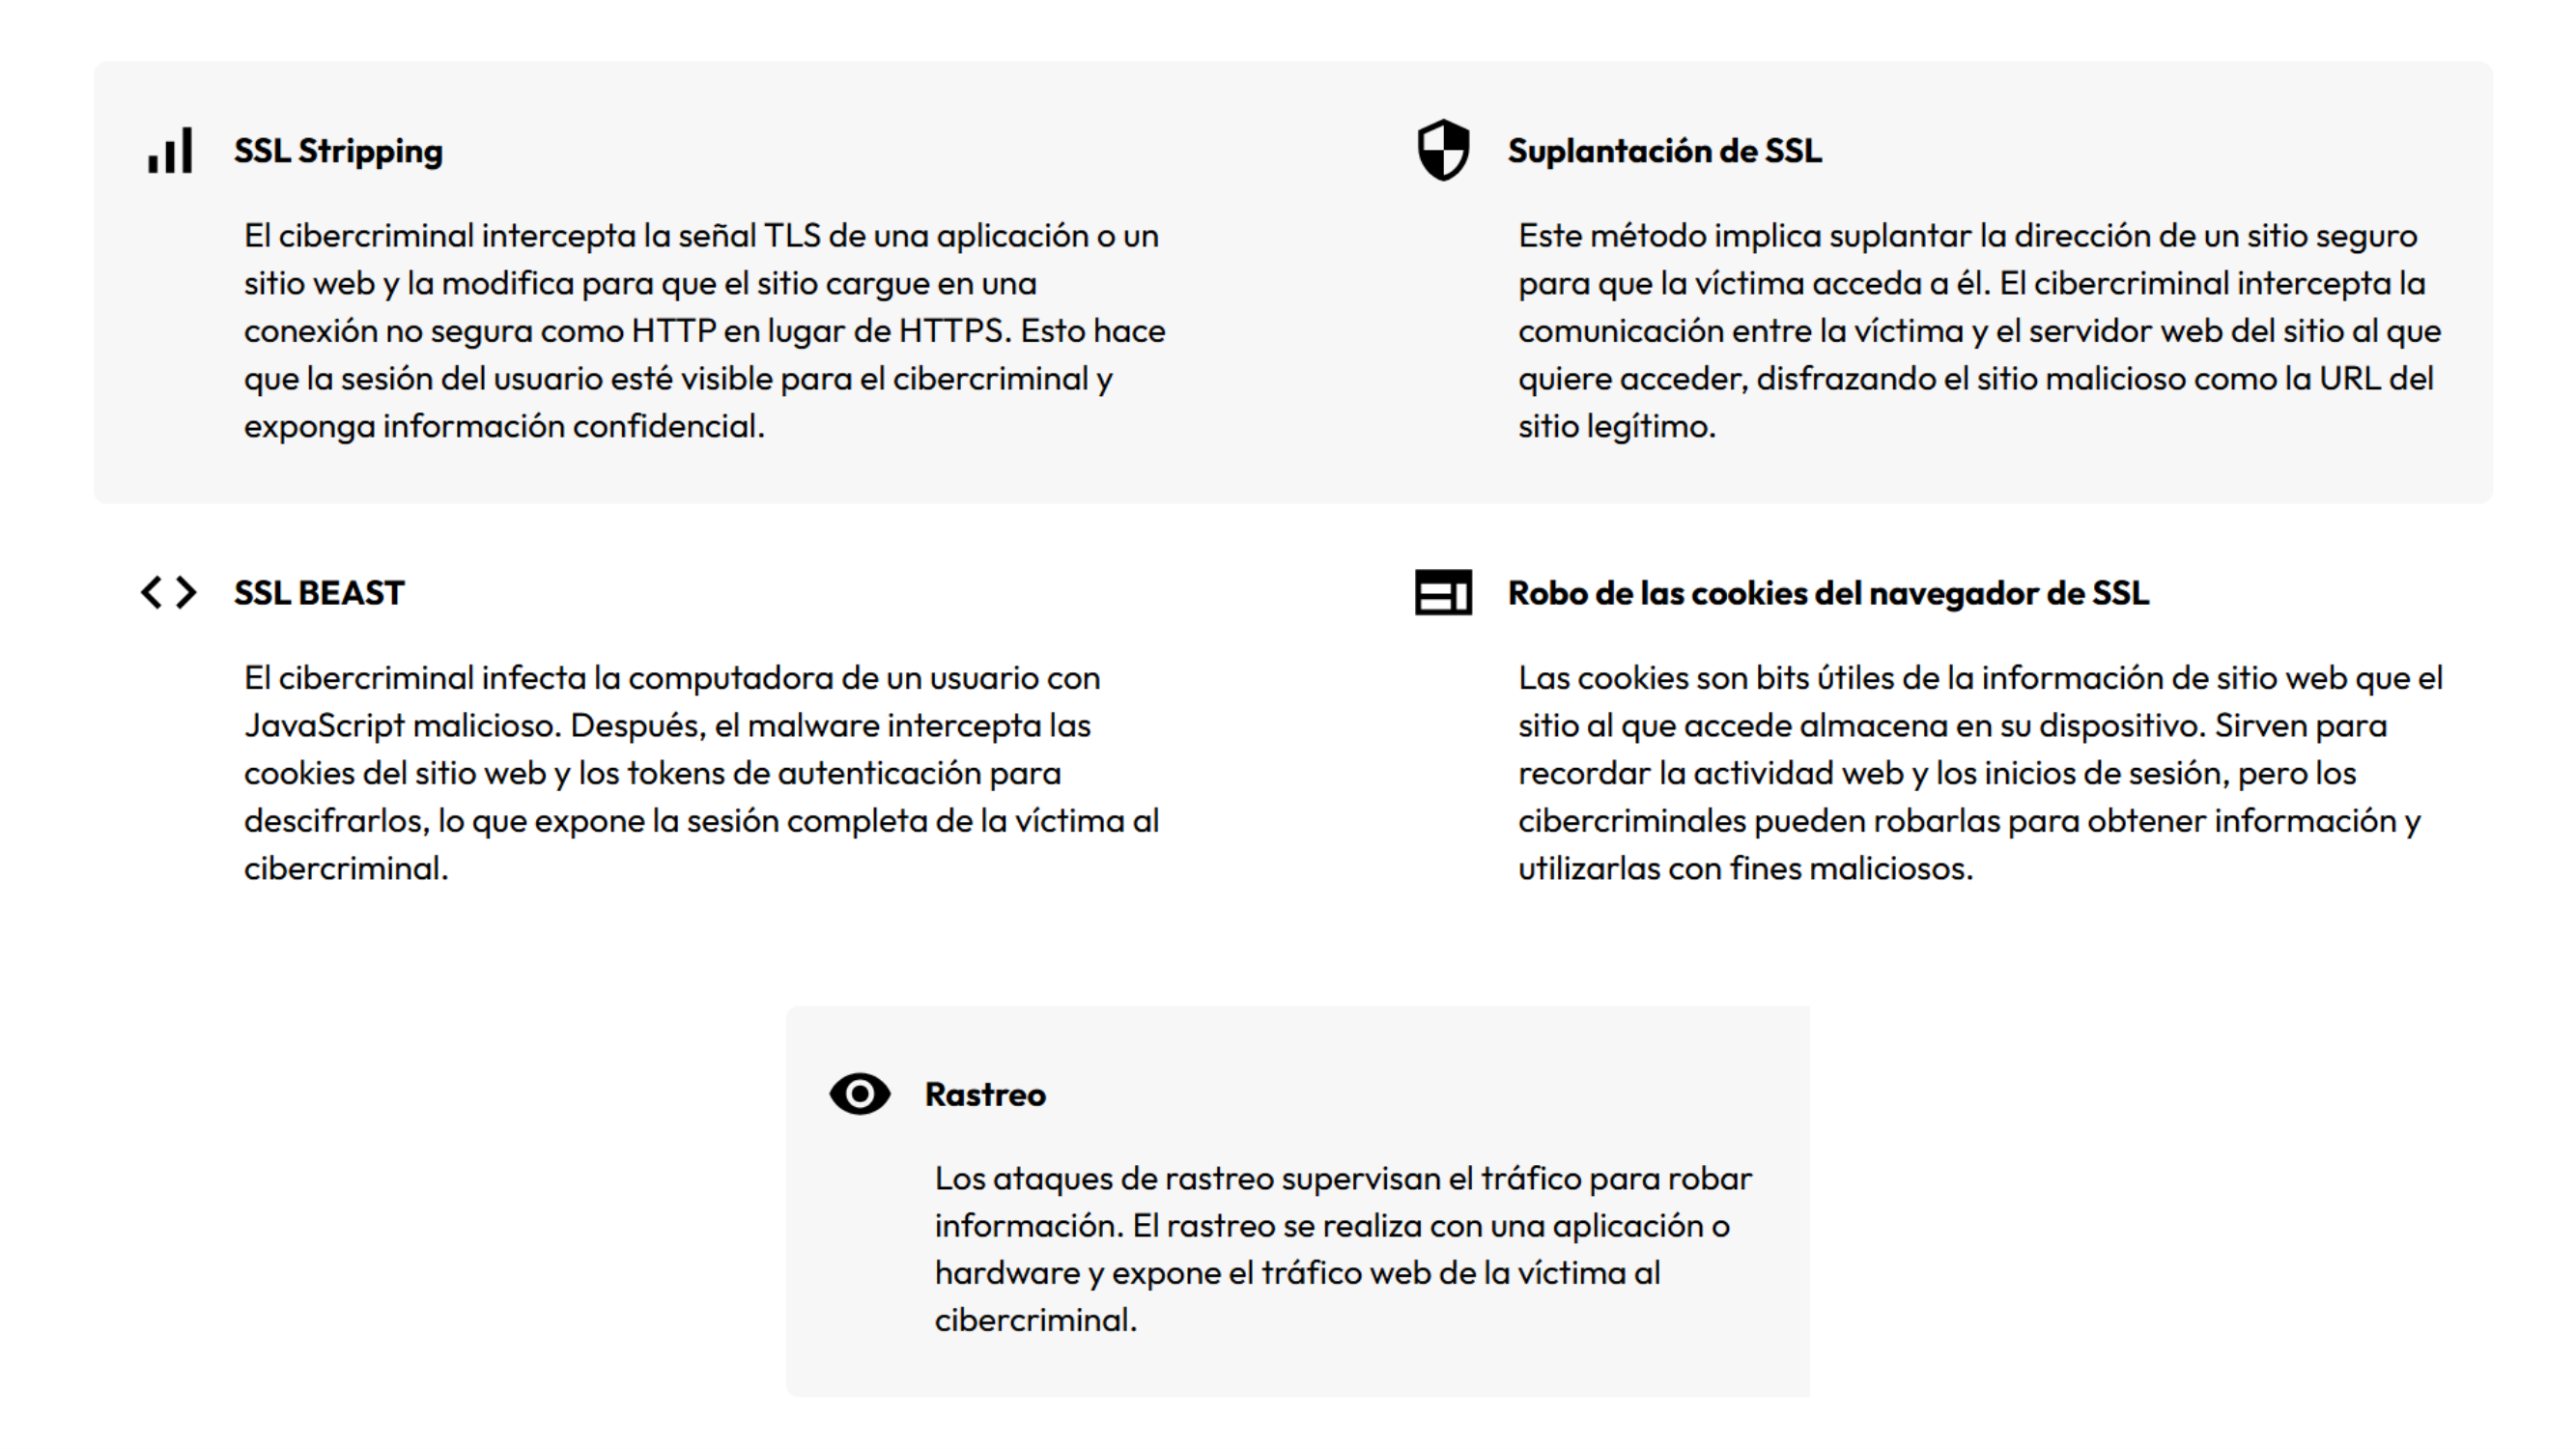 SSL Stripping
El cibercriminal intercepta la señal TLS de una aplicación o un
sitio web y la modifica para que el sitio cargue en una
conexión no segura como HTTP en lugar de HTTPS. Esto hace
que la sesión del usuario esté visible para el cibercriminal y
exponga información confidencial.
Suplantación de SSL
Este método implica suplantar la dirección de un sitio seguro
para que la víctima acceda a él. El cibercriminal intercepta la
comunicación entre la víctima y el servidor web del sitio al que
quiere acceder, disfrazando el sitio malicioso como la URL del
sitio legítimo.
SSL BEAST
El cibercriminal infecta la computadora de un usuario con
JavaScript malicioso. Después, el malware intercepta las
cookies del sitio web y los tokens de autenticación para
descifrarlos, lo que expone la sesión completa de la víctima al
cibercriminal.
Robo de las cookies del navegador de SSL
Las cookies son bits útiles de la información de sitio web que el
sitio al que accede almacena en su dispositivo. Sirven para
recordar la actividad web y los inicios de sesión, pero los
cibercriminales pueden robarlas para obtener información y
utilizarlas con fines maliciosos.
Rastreo
Los ataques de rastreo supervisan el tráfico para robar
información. El rastreo se realiza con una aplicación o
hardware y expone el tráfico web de la víctima al
cibercriminal.